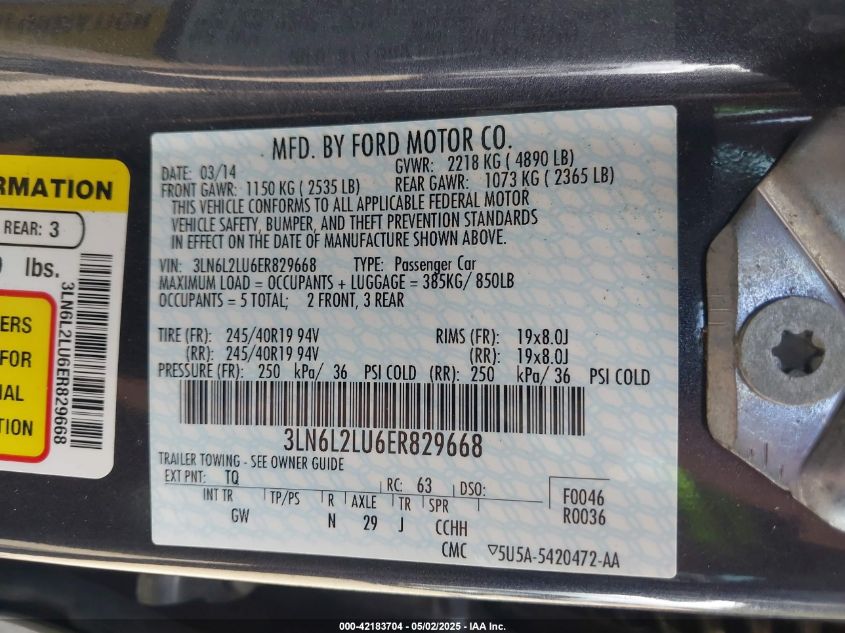 MFD. BY FORD MOTOR CO.
DATE: 03/14
GVWR: 2218 KG ( 4890 LB)
FRONT GAWR: 1150 KG ( 2535 LB)
REAR GAWR: 1073 KG ( 2365 LB)
THIS VEHICLE CONFORMS TO ALL APPLICABLE FEDERAL MOTOR
VEHICLE SAFETY, BUMPER, AND THEFT PREVENTION STANDARDS
IN EFFECT ON THE DATE OF MANUFACTURE SHOWN ABOVE.
VIN: 3LN6L2LU6ER829668 TYPE: Passenger Car
MAXIMUM LOAD = OCCUPANTS + LUGGAGE = 385KG/ 850LB
OCCUPANTS = 5 TOTAL; 2 FRONT, 3 REAR
TIRE (FR): 245/40R19 94V RIMS (FR): 19x8.0J
(RR): 245/40R19 94V (RR): 19x8.0J
PRESSURE (FR): 250 kPa/ 36 PSI COLD (RR): 250 kPa/ 36 PSI COLD
3LN6L2LU6ER829668
TRAILER TOWING - SEE OWNER GUIDE
EXT PNT: TQ RC: 63 DSO: F0046
INT TR TP/PS R AXLE TR SPR R0036
GW N 29 J CCHH
CMC ▽5U5A-5420472-AA
RMATION
REAR: 3
lbs.
ERS
FOR
IAL
TION
3LN6L2LU6ER829668
000-42183704 - 05/02/2025 - IAA Inc.